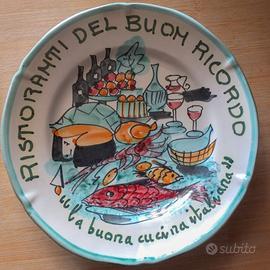 RISTORANTI DEL BUON RICORDO
"la buona cucina italiana"
subito